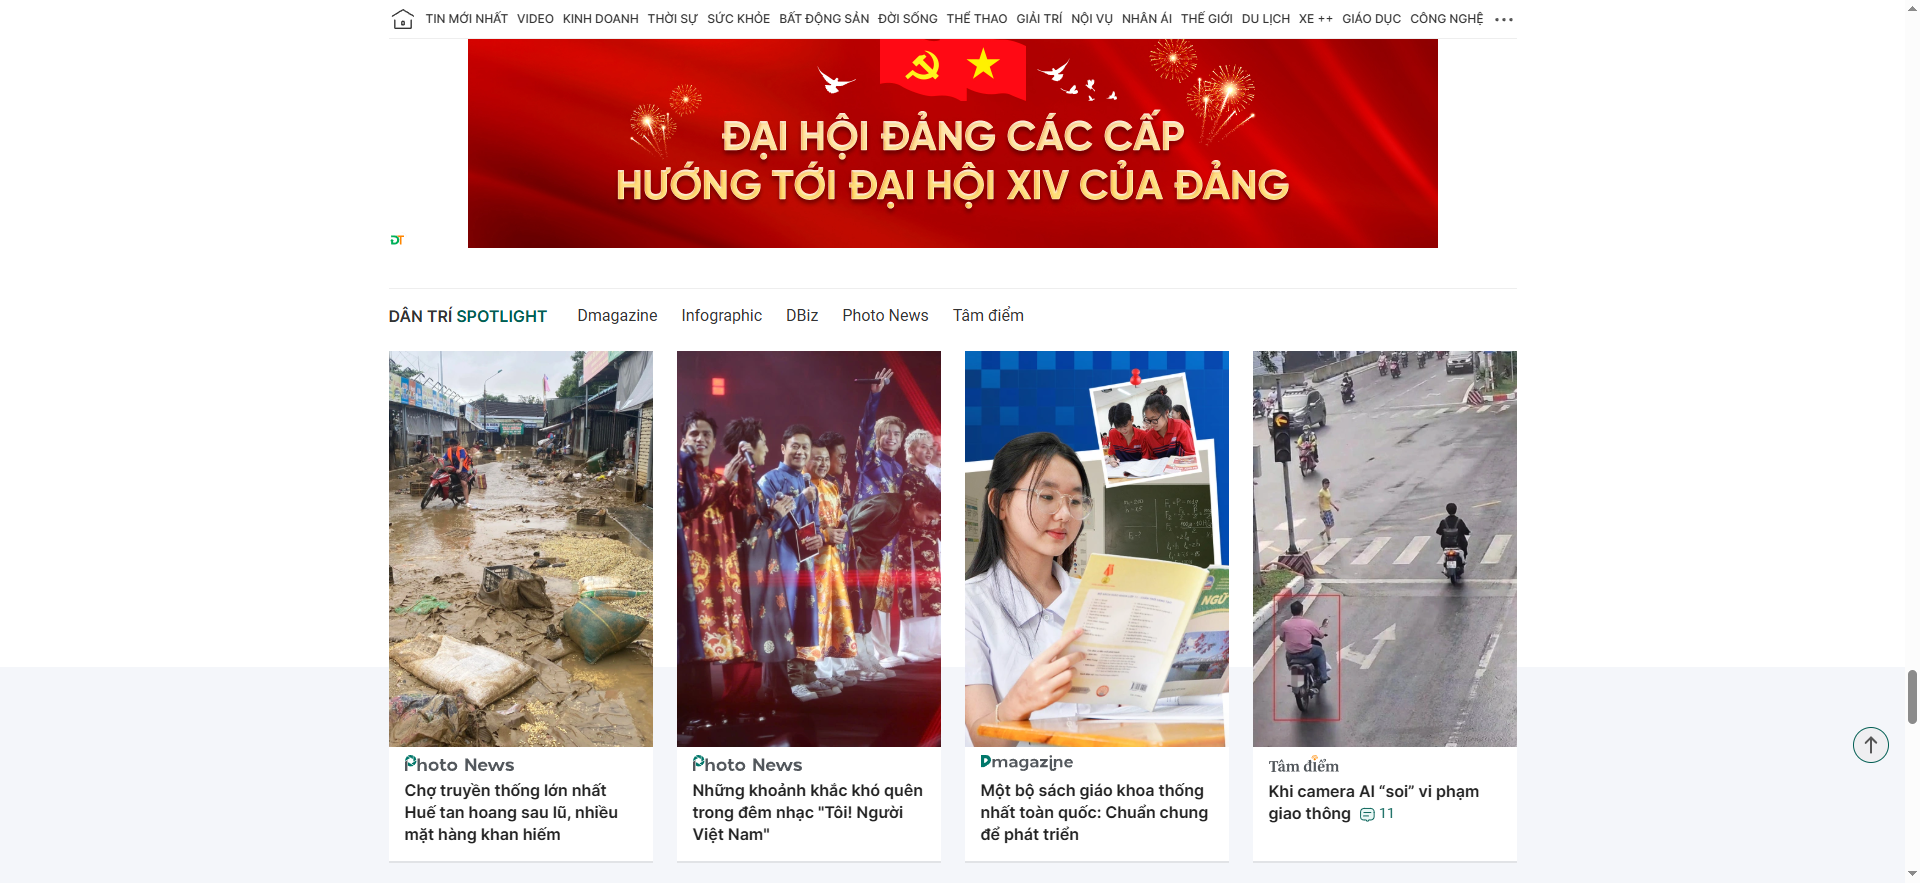 TIN MỚI NHẤT VIDEO KINH DOANH THỜI SỰ SỨC KHỎE BẤT ĐỘNG SẢN ĐỜI SỐNG THỂ THAO GIẢI TRÍ NỘI VỤ NHÂN ÁI THẾ GIỚI DU LỊCH XE ++ GIÁO DỤC CÔNG NGHỆ
ĐẠI HỘI ĐẢNG CÁC CẤP
HƯỚNG TỚI ĐẠI HỘI XIV CỦA ĐẢNG
DT
DÂN TRÍ SPOTLIGHT Dmagazine Infographic DBiz Photo News Tâm điểm
NGỮ
Photo News
Chợ truyền thống lớn nhất
Huế tan hoang sau lũ, nhiều
mặt hàng khan hiếm
Photo News
Những khoảnh khắc khó quên
trong đêm nhạc "Tôi! Người
Việt Nam"
Dmagazine
Một bộ sách giáo khoa thống
nhất toàn quốc: Chuẩn chung
để phát triển
Tâm điểm
Khi camera AI “soi” vi phạm
giao thông 11